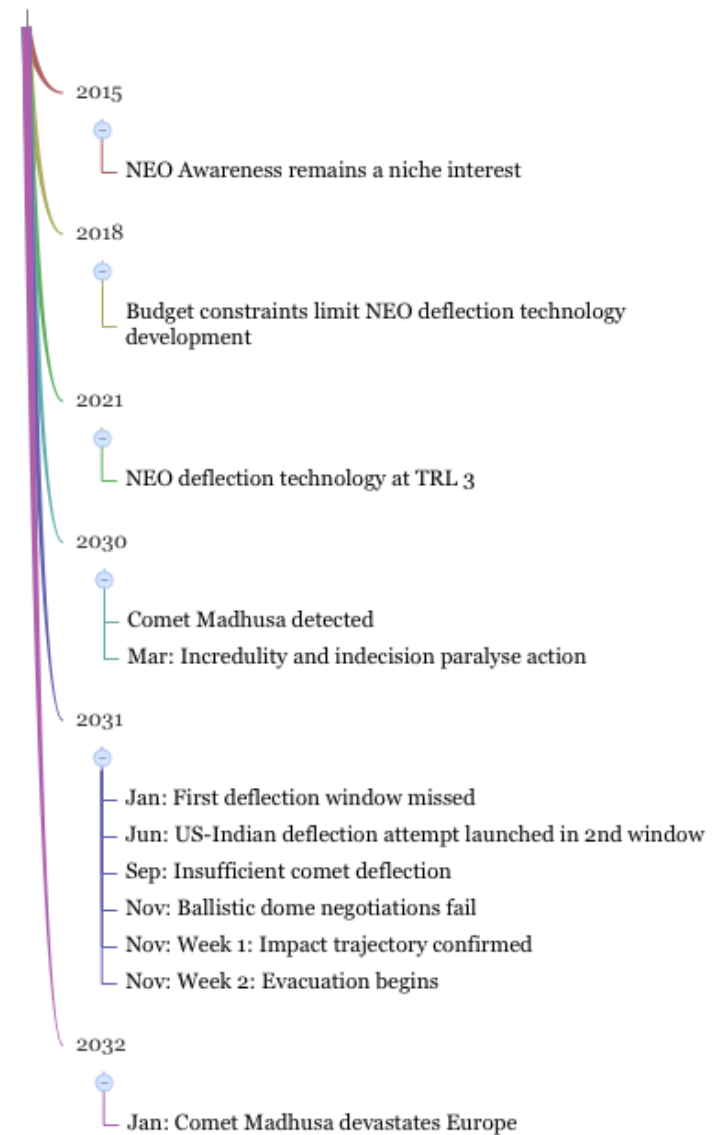 2015
NEO Awareness remains a niche interest
2018
Budget constraints limit NEO deflection technology
development
2021
NEO deflection technology at TRL 3
2030
Comet Madhusa detected
Mar: Incredulity and indecision paralyse action
2031
Jan: First deflection window missed
Jun: US-Indian deflection attempt launched in 2nd window
Sep: Insufficient comet deflection
Nov: Ballistic dome negotiations fail
Nov: Week 1: Impact trajectory confirmed
Nov: Week 2: Evacuation begins
2032
Jan: Comet Madhusa devastates Europe